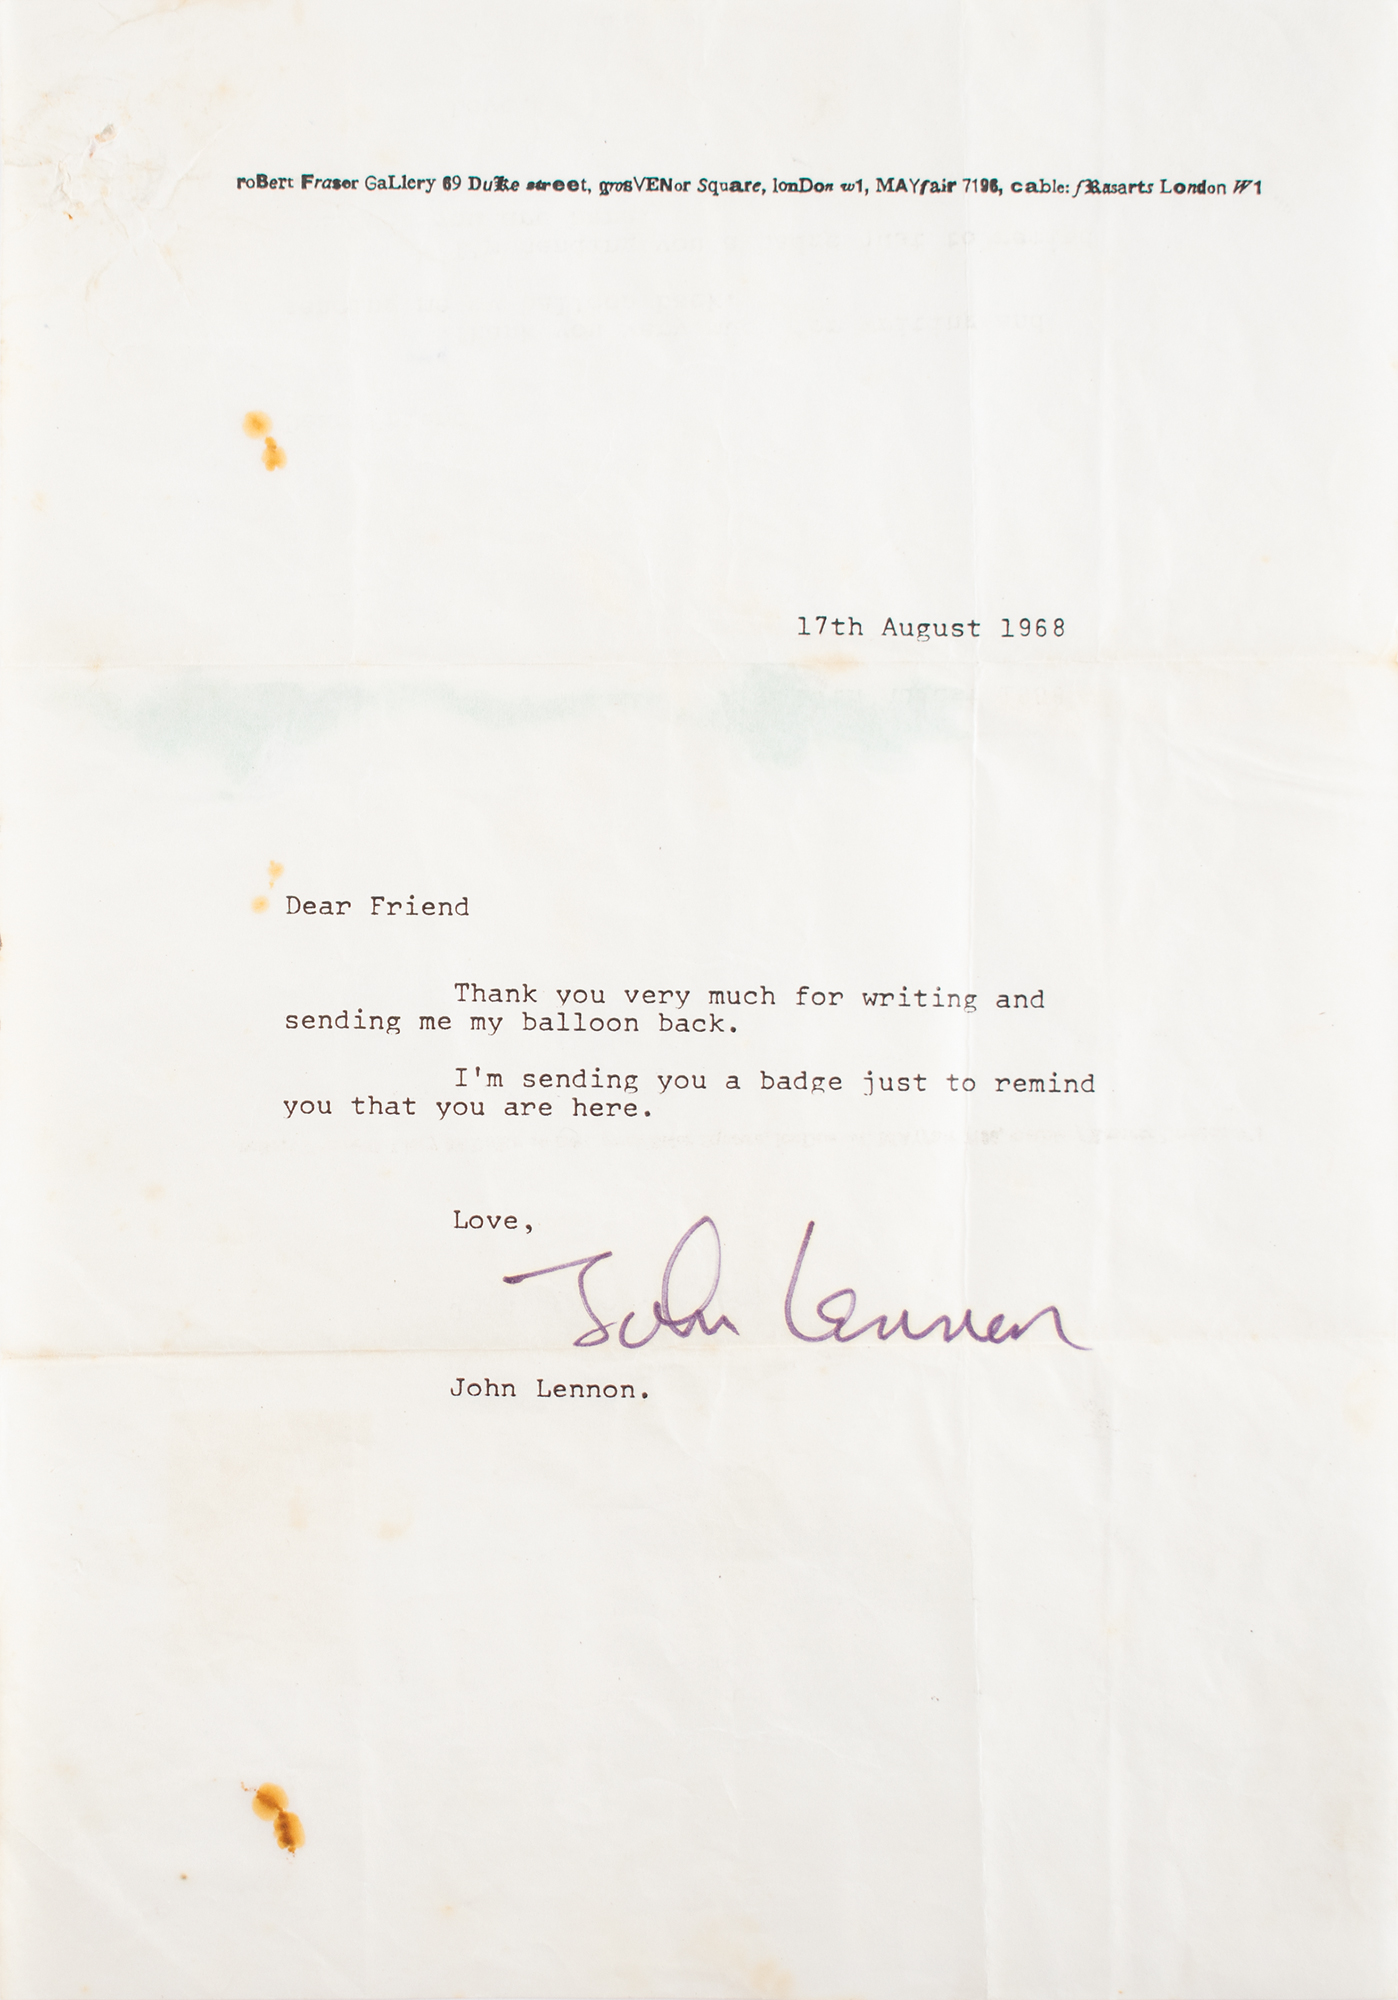 roBert Fraser GaLlery 69 DuKe street, grosVENor Square, lonDon w1, MAYfair 7196, cable: fRasarts London W1
17th August 1968
Dear Friend
Thank you very much for writing and
sending me my balloon back.
I'm sending you a badge just to remind
you that you are here.
Love,
John Lennon
John Lennon.